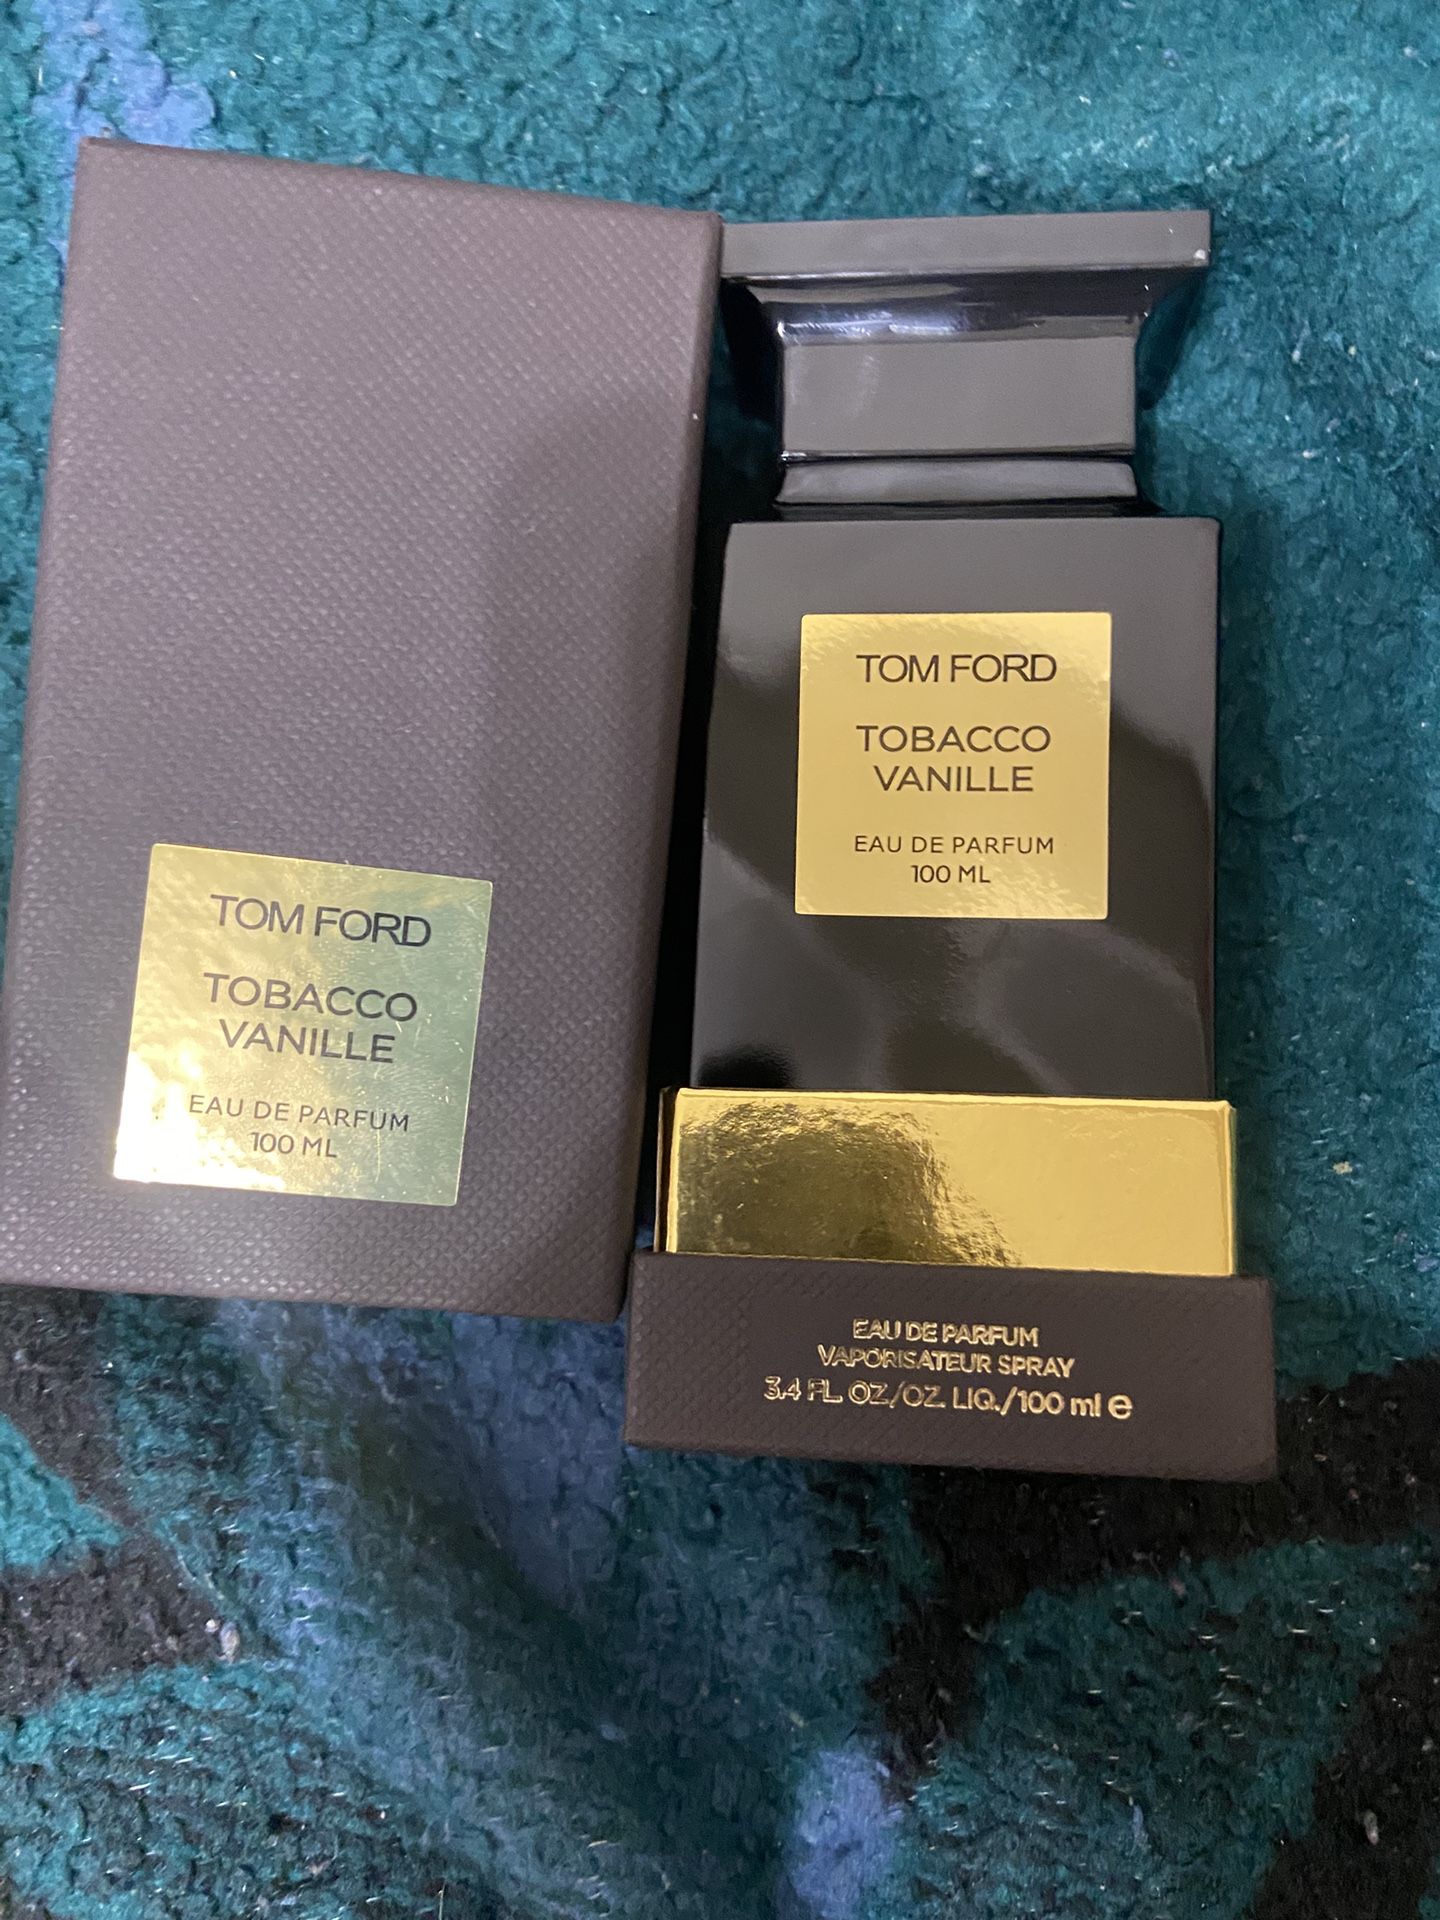 TOM FORD
TOBACCO
VANILLE
EAU DE PARFUM
100 ML
TOM FORD
TOBACCO
VANILLE
EAU DE PARFUM
100 ML
EAU DE PARFUM
VAPORISATEUR SPRAY
3.4 FL. OZ./OZ. LIQ./100 ml e